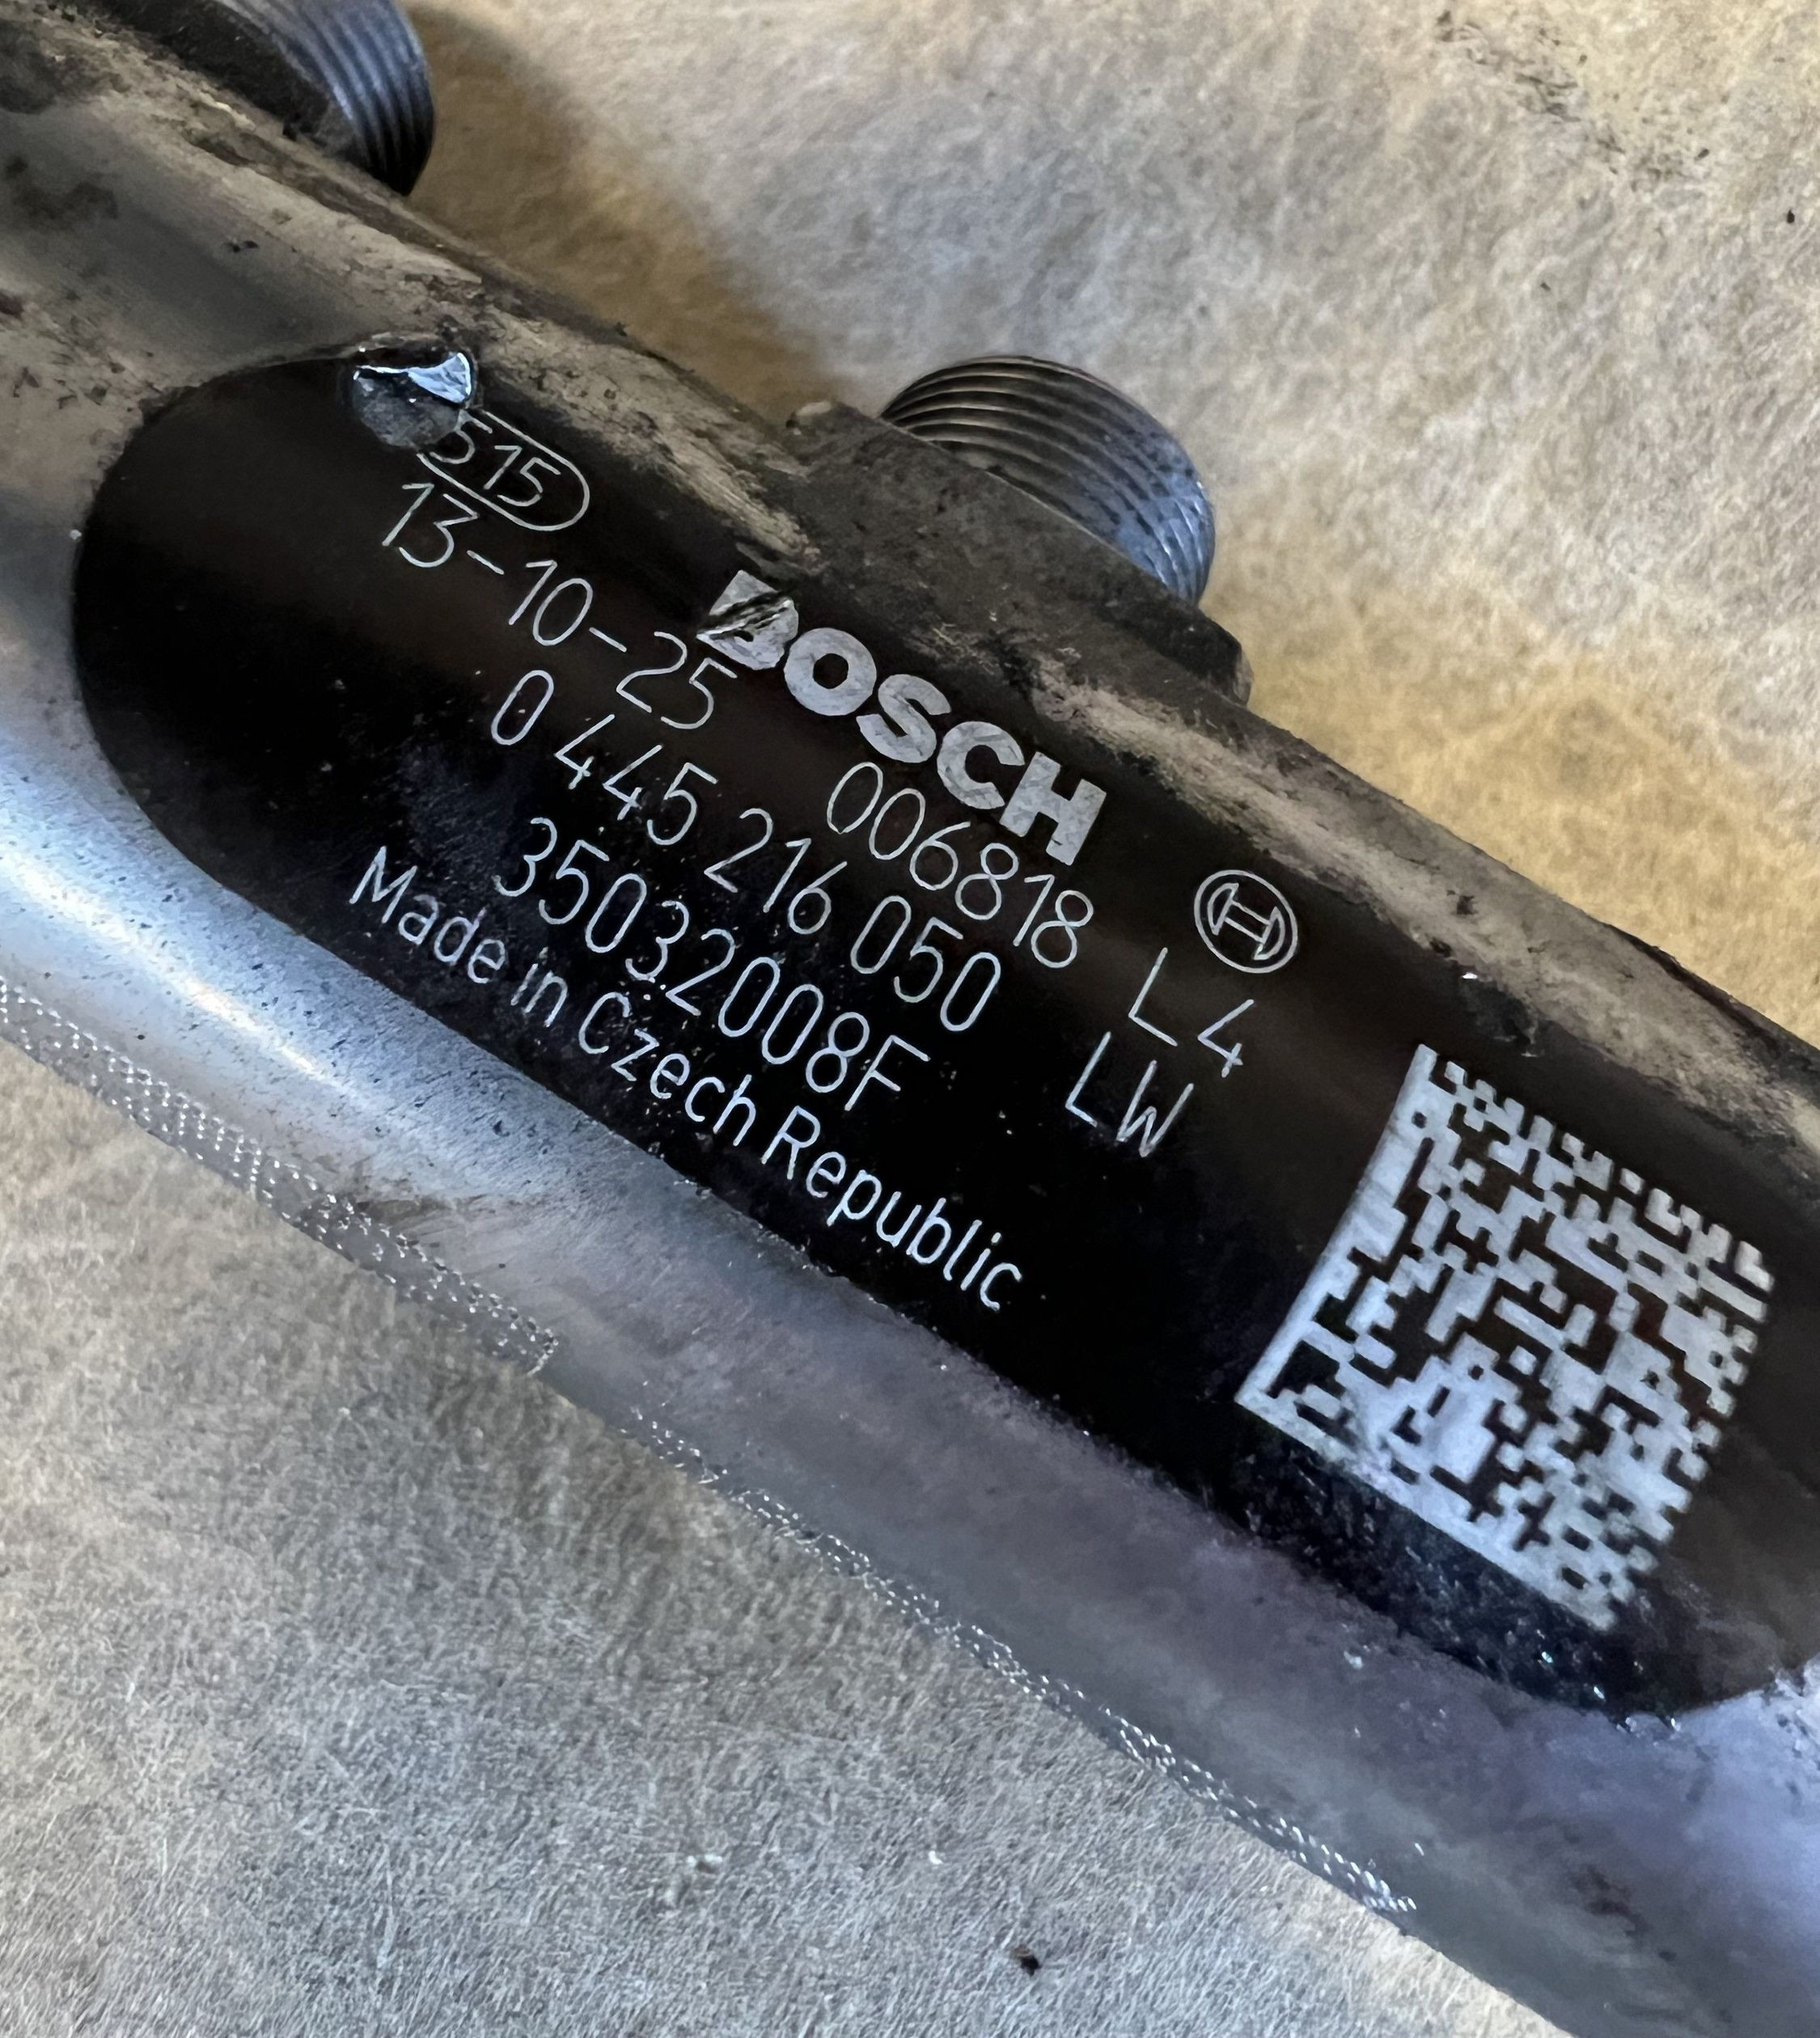 515
BOSCH
13-10-25 006818 L4
0 445 216 050 LW
35032008F
Made in Czech Republic